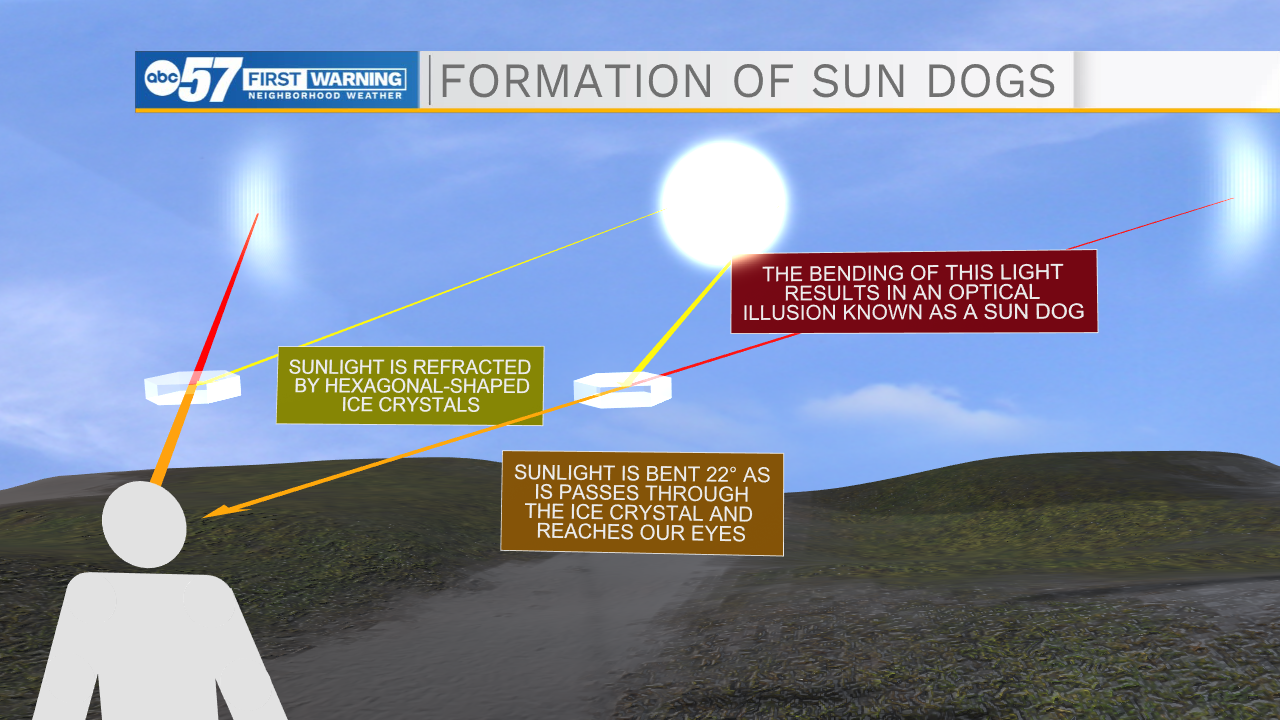 abc 57 FIRST WARNING
NEIGHBORHOOD WEATHER
FORMATION OF SUN DOGS
THE BENDING OF THIS LIGHT
RESULTS IN AN OPTICAL
ILLUSION KNOWN AS A SUN DOG
SUNLIGHT IS REFRACTED
BY HEXAGONAL-SHAPED
ICE CRYSTALS
SUNLIGHT IS BENT 22° AS
IS PASSES THROUGH
THE ICE CRYSTAL AND
REACHES OUR EYES